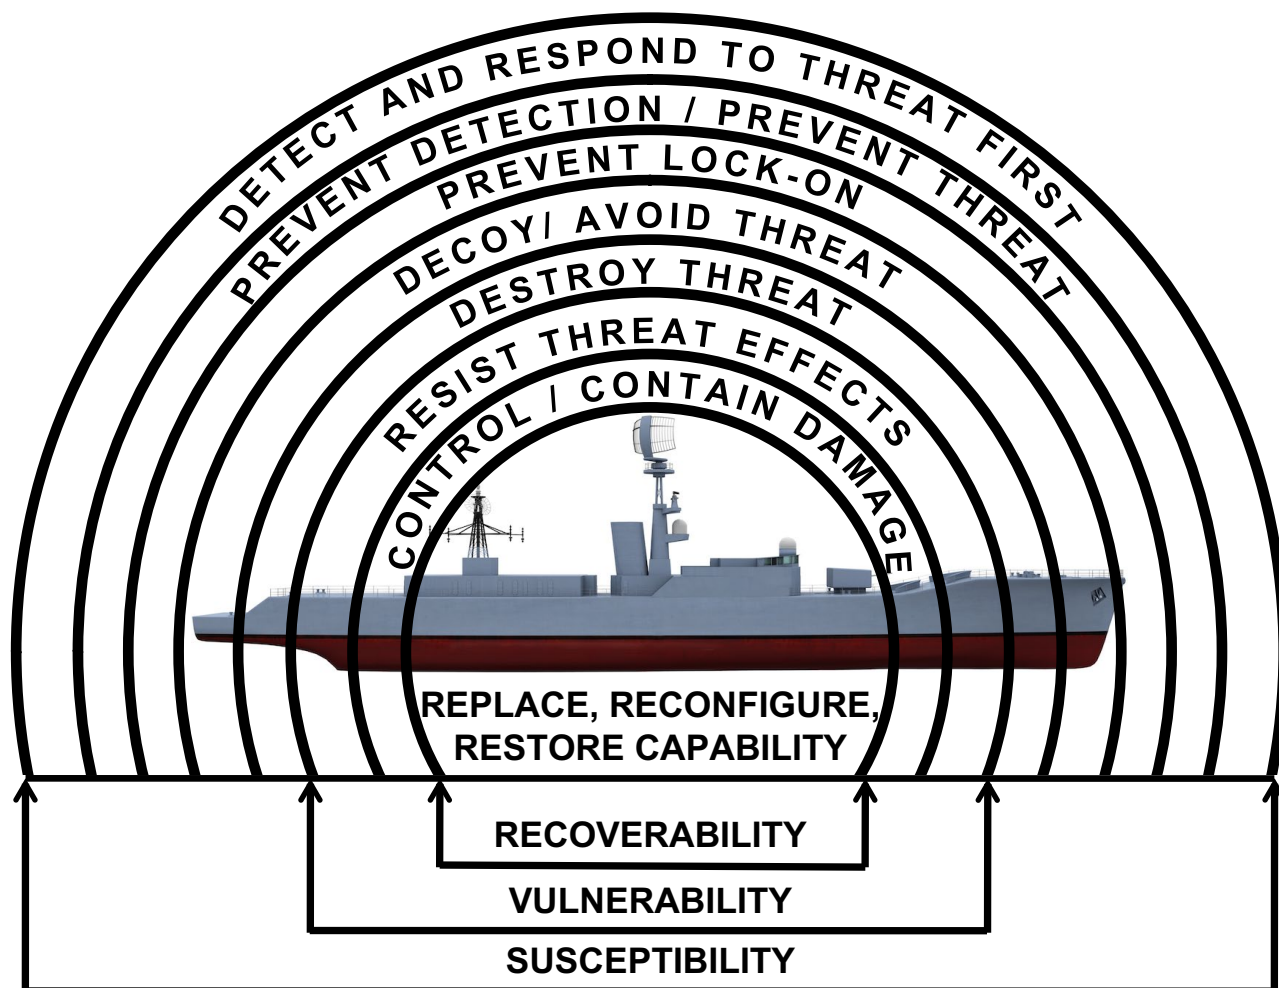 DETECT AND RESPOND TO THREAT FIRST
PREVENT DETECTION / PREVENT THREAT
PREVENT LOCK-ON
DECOY/ AVOID THREAT
DESTROY THREAT
RESIST THREAT EFFECTS
CONTROL / CONTAIN DAMAGE
REPLACE, RECONFIGURE,
RESTORE CAPABILITY
RECOVERABILITY
VULNERABILITY
SUSCEPTIBILITY